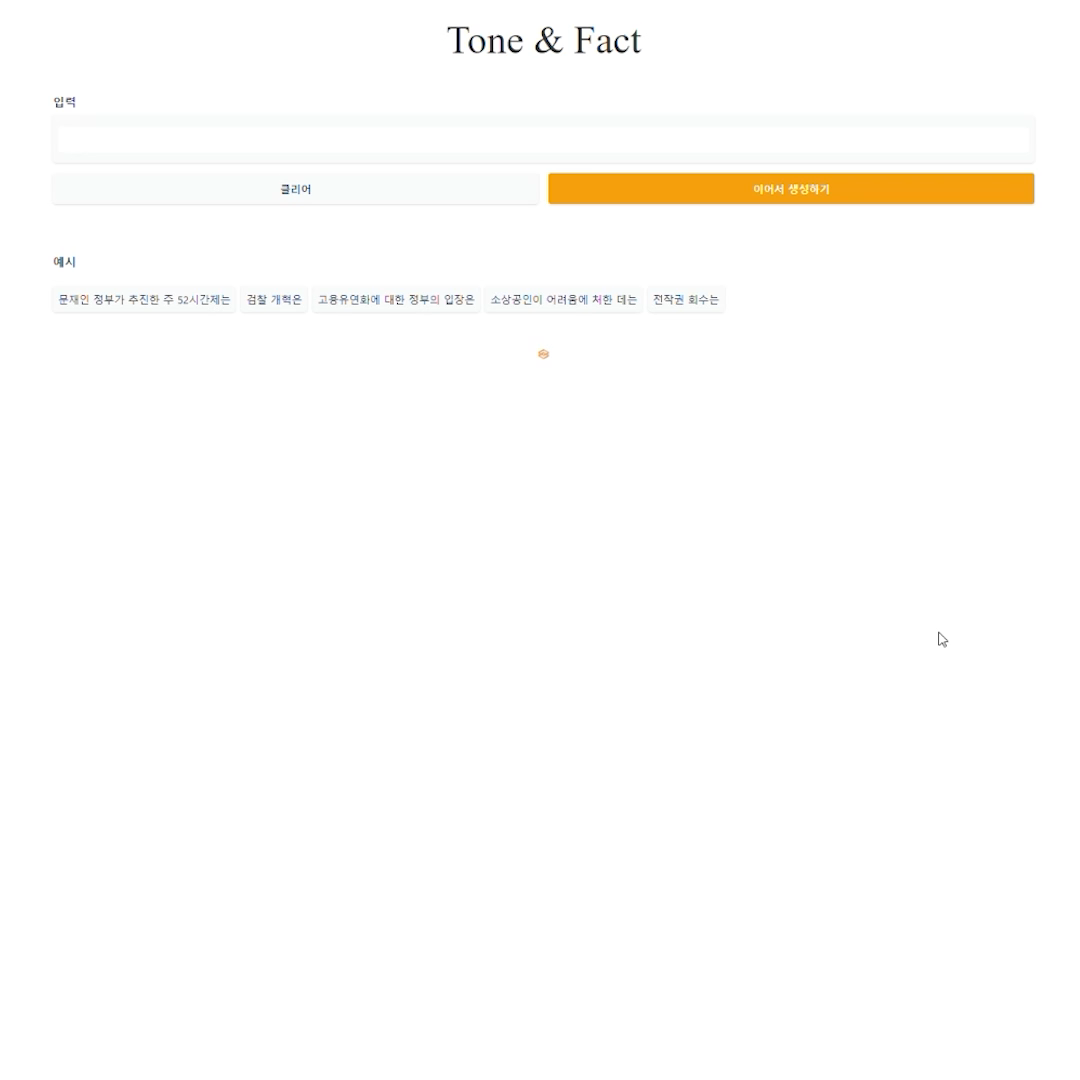 Tone & Fact
입력
클리어
이어서 생성하기
예시
문재인 정부가 추진한 주 52시간제는
검찰 개혁은
고용유연화에 대한 정부의 입장은
소상공인이 어려움에 처한 데는
전작권 회수는